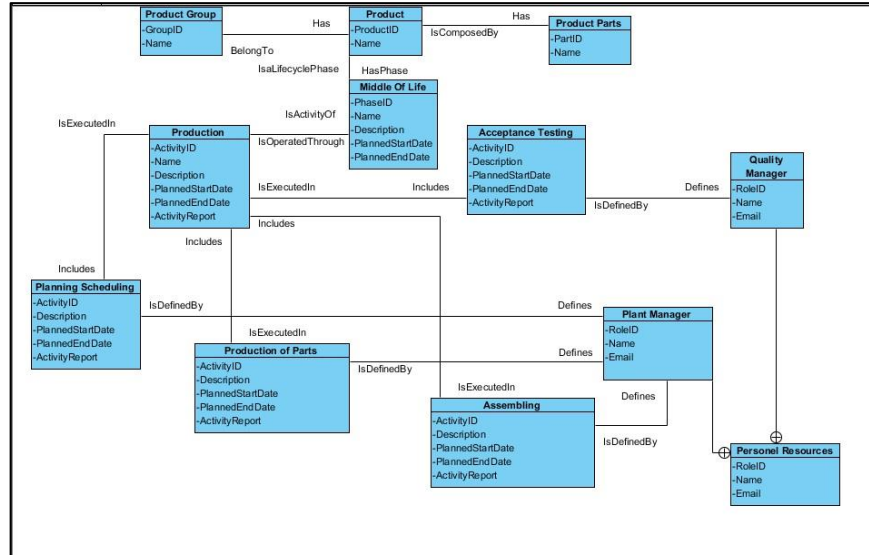 Product Group
-GroupID
-Name
Has
BelongTo
Product
-ProductID
-Name
Has
IsComposedBy
Product Parts
-PartID
-Name
IsaLifecyclePhase
HasPhase
Middle Of Life
-PhaseID
-Name
-Description
-PlannedStartDate
-PlannedEndDate
IsActivityOf
IsOperatedThrough
IsExecutedIn
Production
-ActivityID
-Name
-Description
-PlannedStartDate
-PlannedEndDate
-ActivityReport
IsExecutedIn
Includes
Includes
Includes
Acceptance Testing
-ActivityID
-Description
-PlannedStartDate
-PlannedEndDate
-ActivityReport
Defines
IsDefinedBy
Quality
Manager
-RoleID
-Name
-Email
Includes
Planning Scheduling
-ActivityID
-Description
-PlannedStartDate
-PlannedEndDate
-ActivityReport
IsDefinedBy
Defines
Plant Manager
-RoleID
-Name
-Email
IsExecutedIn
Production of Parts
-ActivityID
-Description
-PlannedStartDate
-PlannedEndDate
-ActivityReport
IsDefinedBy
Defines
IsExecutedIn
Assembling
-ActivityID
-Description
-PlannedStartDate
-PlannedEndDate
-ActivityReport
Defines
IsDefinedBy
Personel Resources
-RoleID
-Name
-Email